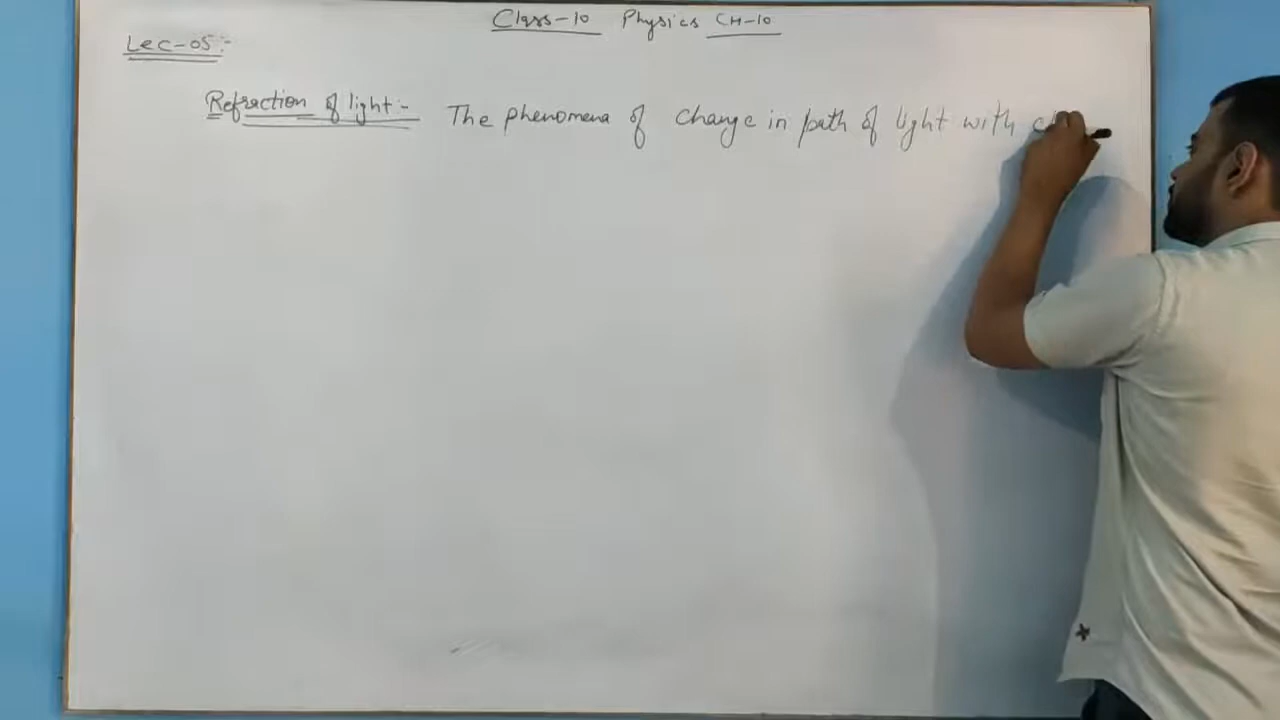 Class-10 Physics CH-10
Lec-05:-
Refraction of light:- The phenomena of change in path of light with